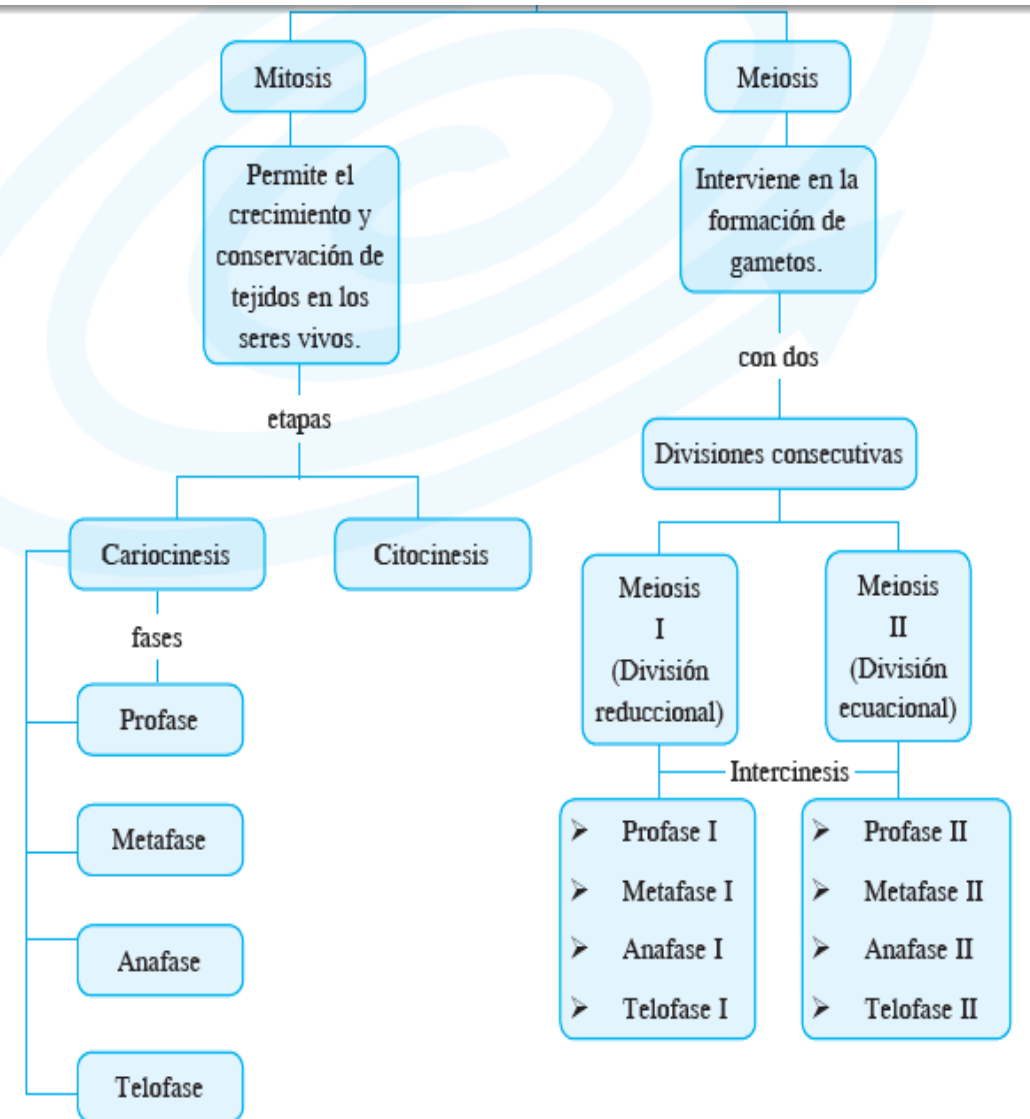 Mitosis
Permite el
crecimiento y
conservación de
tejidos en los
seres vivos.
etapas
Cariocinesis
Citocinesis
fases
Profase
Metafase
Anafase
Telofase
Meiosis
Interviene en la
formación de
gametos.
con dos
Divisiones consecutivas
Meiosis
I
(División
reduccional)
Meiosis
II
(División
ecuacional)
Intercinesis
➢ Profase I
➢ Metafase I
➢ Anafase I
➢ Telofase I
➢ Profase II
➢ Metafase II
➢ Anafase II
➢ Telofase II